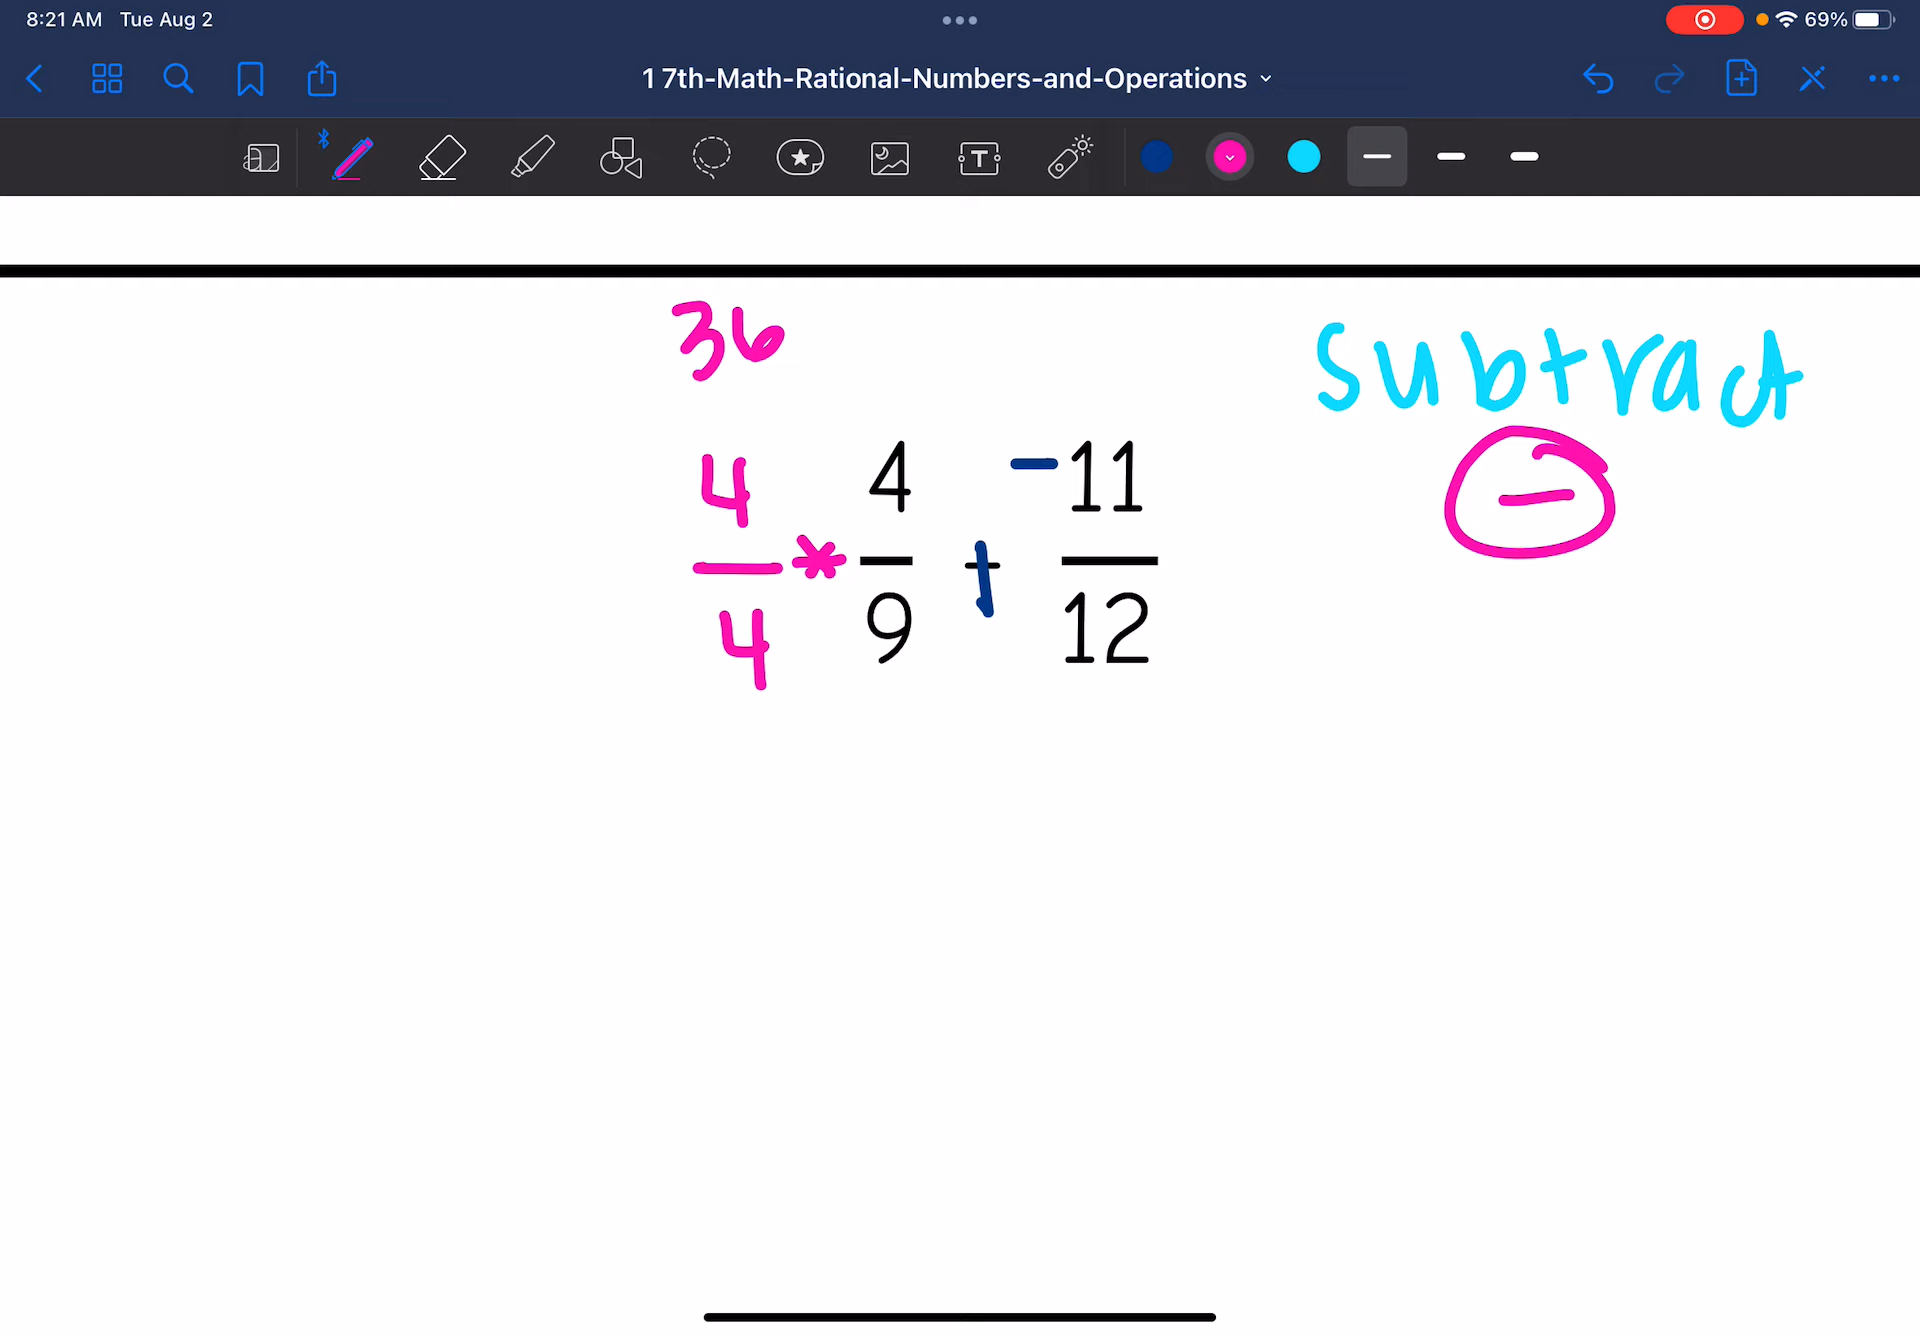 8:21 AM Tue Aug 2
69%
1 7th-Math-Rational-Numbers-and-Operations
T
36
subtract
4 4 -11 −
* +
4 9 12